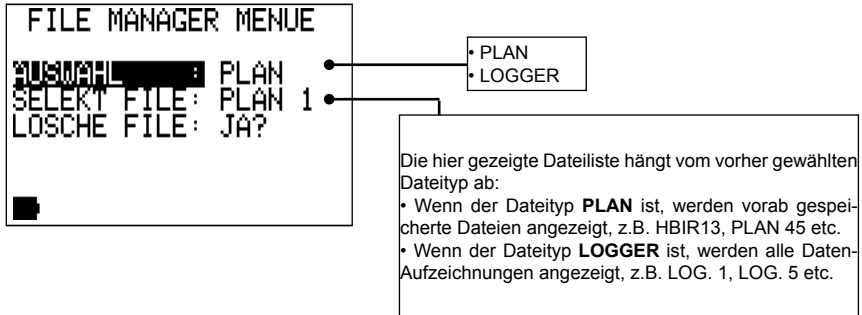 FILE MANAGER MENUE
AUSWAHL : PLAN
SELEKT FILE: PLAN 1
LOSCHE FILE: JA?
• PLAN
• LOGGER
Die hier gezeigte Dateiliste hängt vom vorher gewählten
Dateityp ab:
• Wenn der Dateityp PLAN ist, werden vorab gespei-
cherte Dateien angezeigt, z.B. HBIR13, PLAN 45 etc.
• Wenn der Dateityp LOGGER ist, werden alle Daten-
Aufzeichnungen angezeigt, z.B. LOG. 1, LOG. 5 etc.